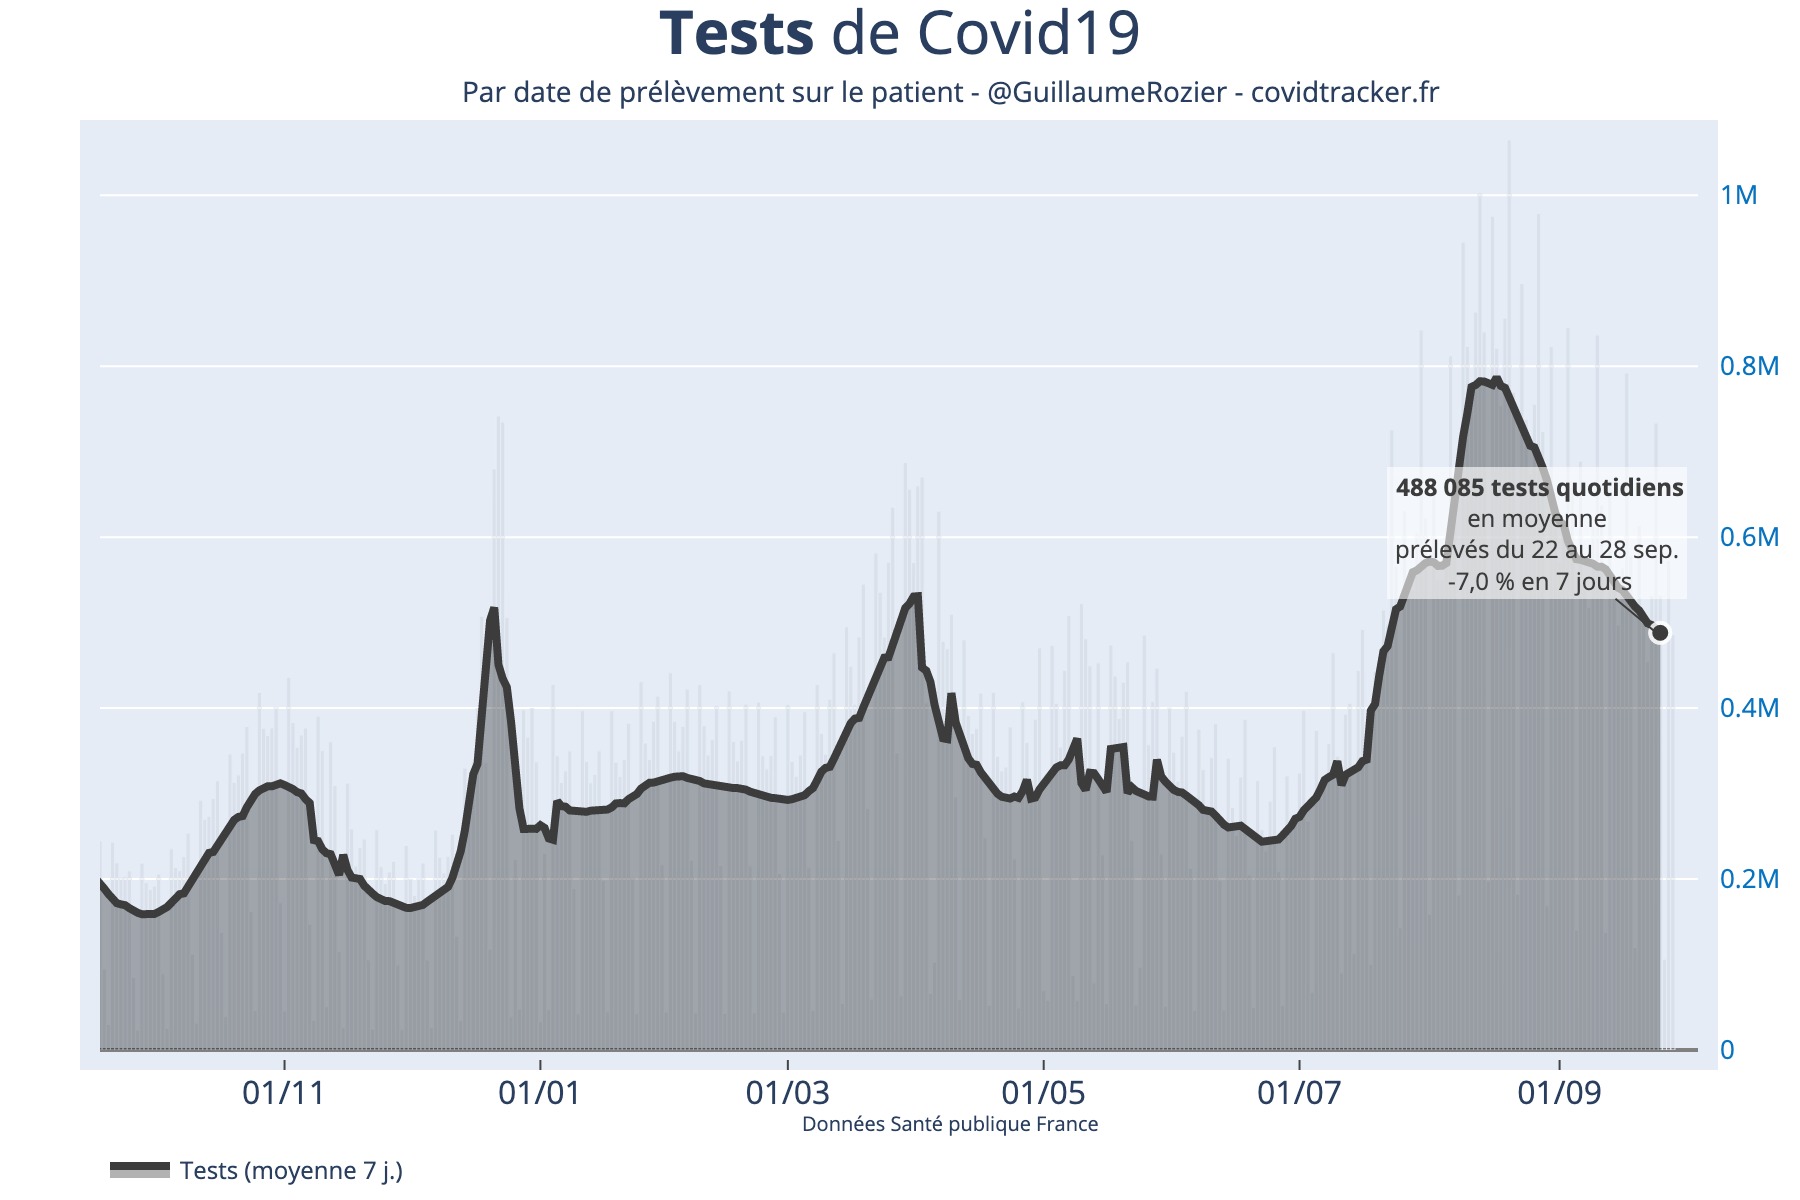 Tests de Covid19
Par date de prélèvement sur le patient - @GuillaumeRozier - covidtracker.fr
1M
0.8M
488 085 tests quotidiens
en moyenne
prélevés du 22 au 28 sep.
-7,0 % en 7 jours
0.6M
0.4M
0.2M
0
01/11
01/01
01/03
01/05
01/07
01/09
Données Santé publique France
Tests (moyenne 7 j.)